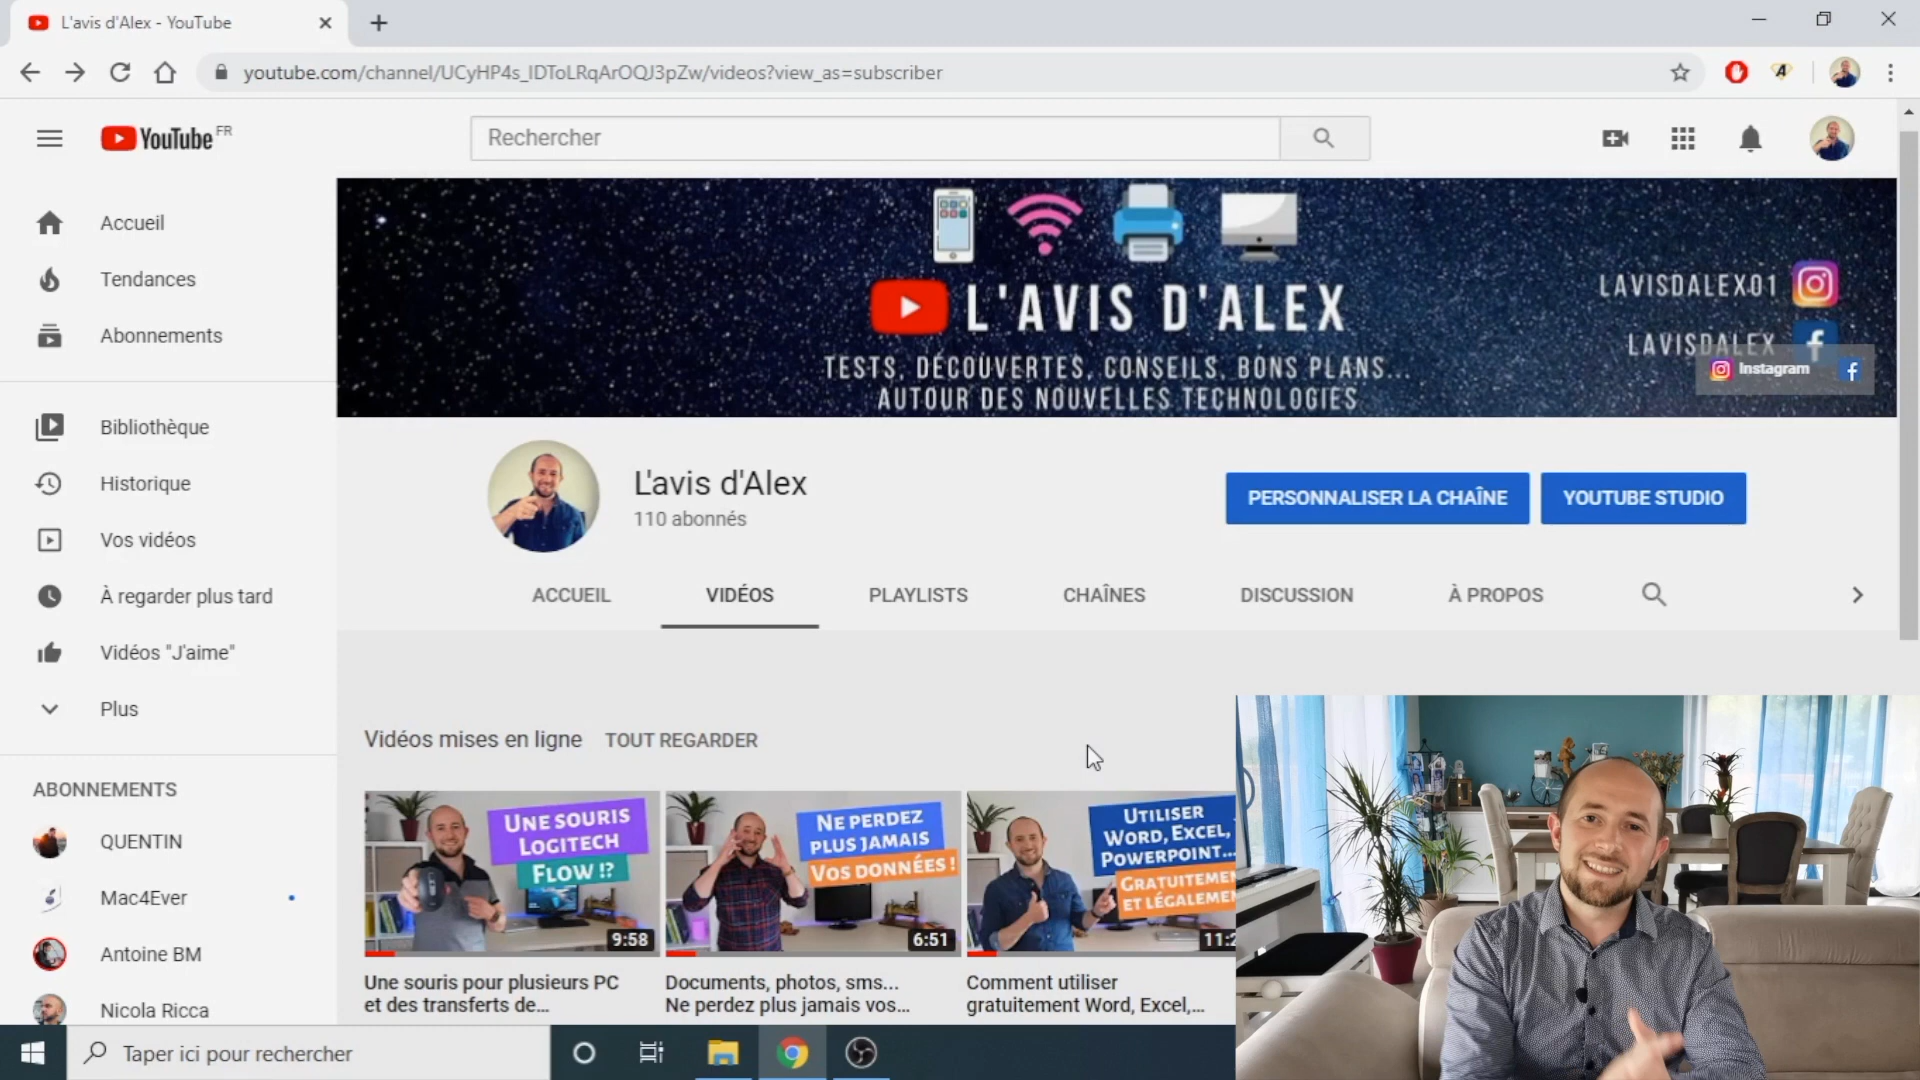 L'avis d'Alex - YouTube
youtube.com/channel/UCyHP4s_IDToLRqArOQJ3pZw/videos?view_as=subscriber
YouTube FR
Rechercher
Accueil
Tendances
Abonnements
Bibliothèque
Historique
Vos vidéos
À regarder plus tard
Vidéos "J'aime"
Plus
ABONNEMENTS
QUENTIN
Mac4Ever
Antoine BM
Nicola Ricca
L'AVIS D'ALEX
TESTS, DÉCOUVERTES, CONSEILS, BONS PLANS...
AUTOUR DES NOUVELLES TECHNOLOGIES
LAVISDALEX01
LAVISDALEX
Instagram
L'avis d'Alex
110 abonnés
PERSONNALISER LA CHAÎNE
YOUTUBE STUDIO
ACCUEIL
VIDÉOS
PLAYLISTS
CHAÎNES
DISCUSSION
À PROPOS
Vidéos mises en ligne
TOUT REGARDER
UNE SOURIS
LOGITECH
FLOW !?
9:58
Une souris pour plusieurs PC
et des transferts de...
NE PERDEZ
PLUS JAMAIS
VOS DONNÉES !
6:51
Documents, photos, sms...
Ne perdez plus jamais vos...
UTILISER
WORD, EXCEL,
POWERPOINT...
GRATUITEMEN
ET LÉGALEME
11:2
Comment utiliser
gratuitement Word, Excel,...
Taper ici pour rechercher